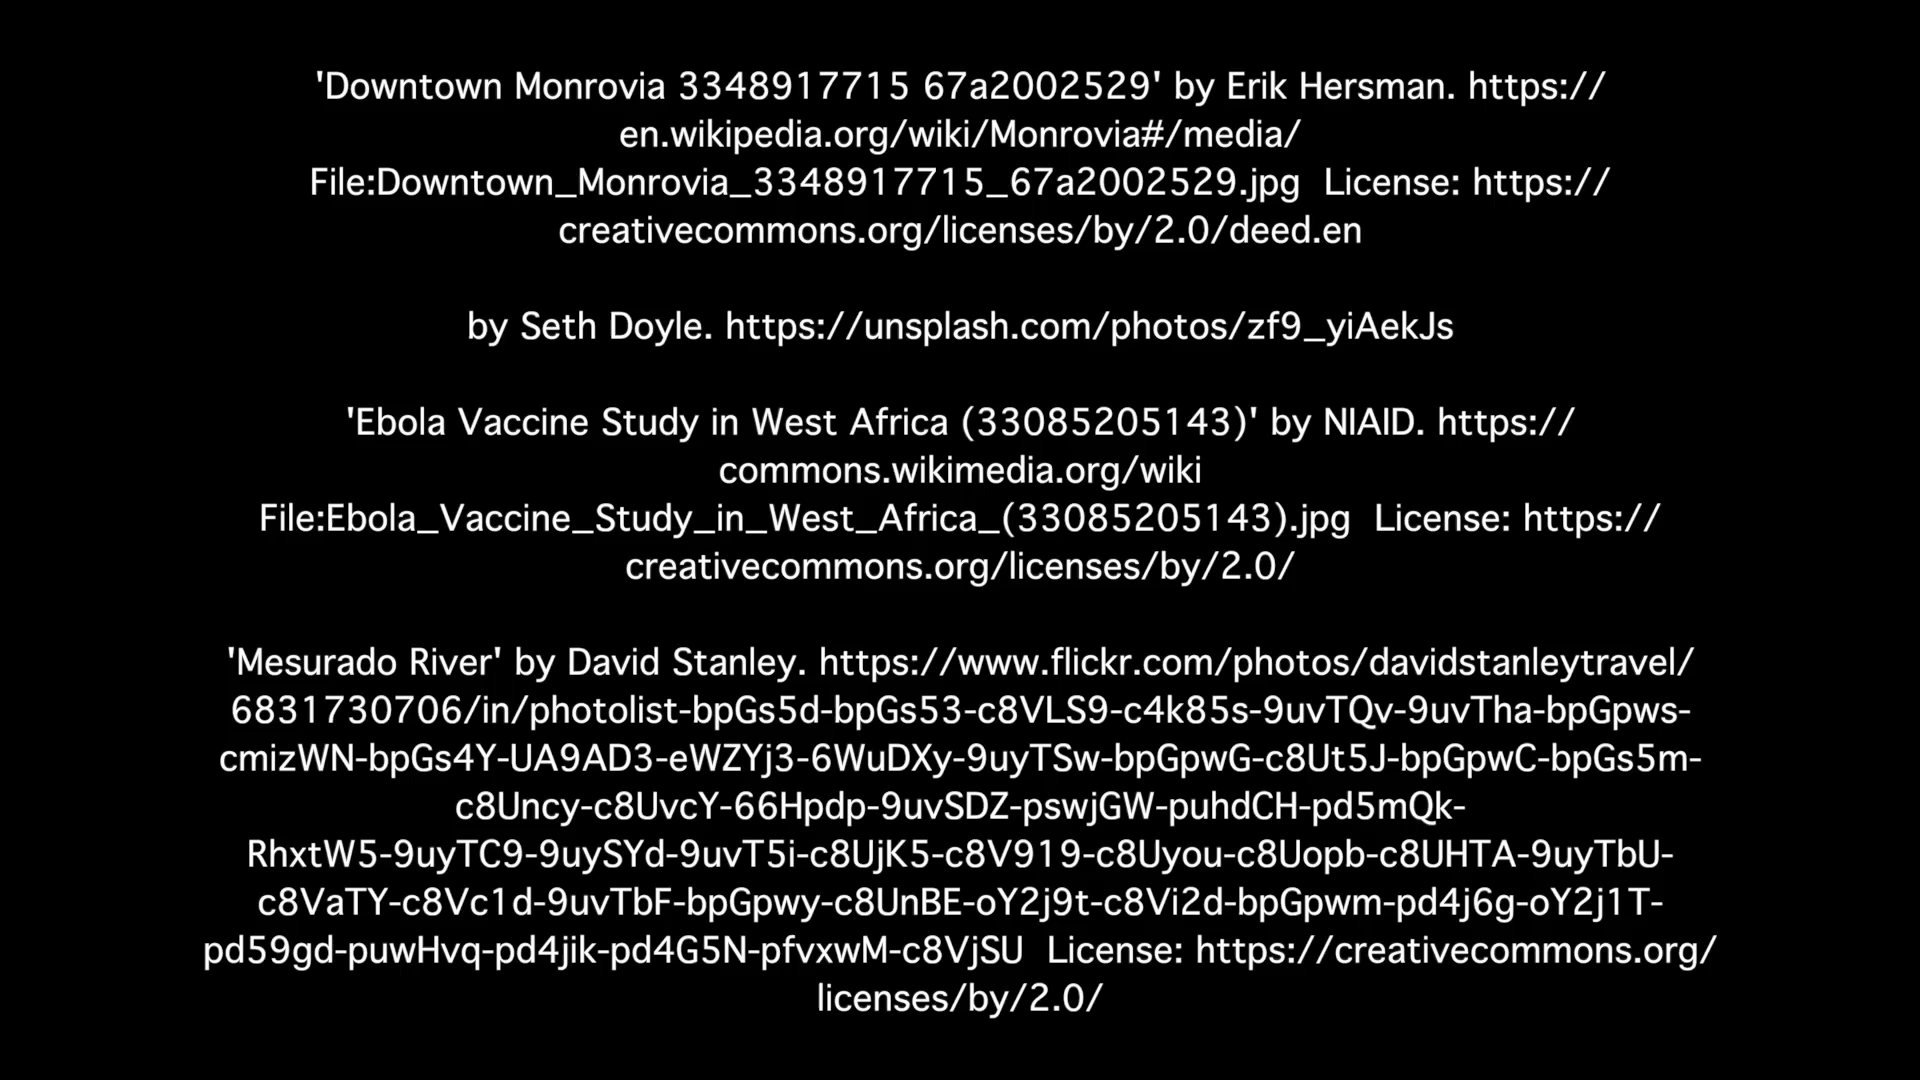 'Downtown Monrovia 3348917715 67a2002529' by Erik Hersman. https://
en.wikipedia.org/wiki/Monrovia#/media/
File:Downtown_Monrovia_3348917715_67a2002529.jpg  License: https://
creativecommons.org/licenses/by/2.0/deed.en
by Seth Doyle. https://unsplash.com/photos/zf9_yiAekJs
'Ebola Vaccine Study in West Africa (33085205143)' by NIAID. https://
commons.wikimedia.org/wiki
File:Ebola_Vaccine_Study_in_West_Africa_(33085205143).jpg  License: https://
creativecommons.org/licenses/by/2.0/
'Mesurado River' by David Stanley. https://www.flickr.com/photos/davidstanleytravel/
6831730706/in/photolist-bpGs5d-bpGs53-c8VLS9-c4k85s-9uvTQv-9uvTha-bpGpws-
cmizWN-bpGs4Y-UA9AD3-eWZYj3-6WuDXy-9uyTSw-bpGpwG-c8Ut5J-bpGpwC-bpGs5m-
c8Uncy-c8UvcY-66Hpdp-9uvSDZ-pswjGW-puhdCH-pd5mQk-
RhxtW5-9uyTC9-9uySYd-9uvT5i-c8UjK5-c8V919-c8Uyou-c8Uopb-c8UHTA-9uyTbU-
c8VaTY-c8Vc1d-9uvTbF-bpGpwy-c8UnBE-oY2j9t-c8Vi2d-bpGpwm-pd4j6g-oY2j1T-
pd59gd-puwHvq-pd4jik-pd4G5N-pfvxwM-c8VjSU  License: https://creativecommons.org/
licenses/by/2.0/